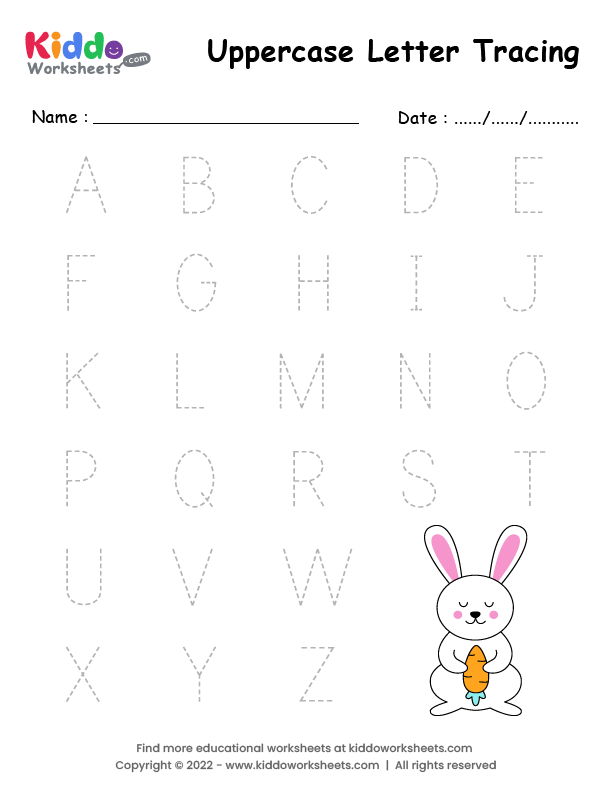 Kiddo
Worksheets .com
Uppercase Letter Tracing
Name : ____________________ Date : ....../....../...........
A B C D E
F G H I J
K L M N O
P Q R S T
U V W
X Y Z
Find more educational worksheets at kiddoworksheets.com
Copyright © 2022 - www.kiddoworksheets.com | All rights reserved